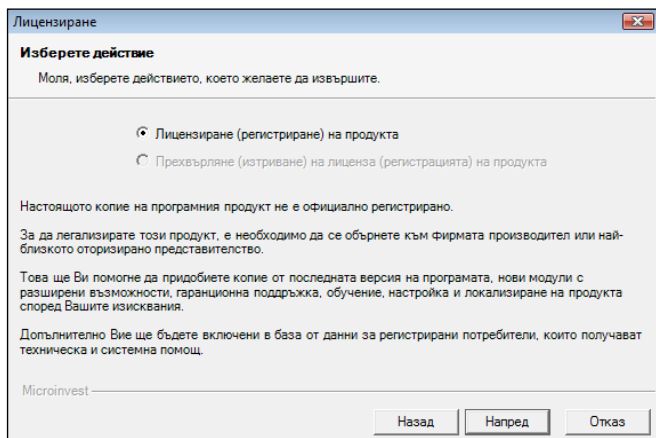 Лицензиране
Изберете действие
Моля, изберете действието, което желаете да извършите.
Лицензиране (регистриране) на продукта
Прехвърляне (изтриване) на лиценза (регистрацията) на продукта
Настоящото копие на програмния продукт не е официално регистрирано.
За да легализирате този продукт, е необходимо да се обърнете към фирмата производител или най-
близкото оторизирано представителство.
Това ще Ви помогне да придобиете копие от последната версия на програмата, нови модули с
разширени възможности, гаранционна поддръжка, обучение, настройка и локализиране на продукта
според Вашите изисквания.
Допълнително Вие ще бъдете включени в база от данни за регистрирани потребители, които получават
техническа и системна помощ.
Microinvest
Назад
Напред
Отказ